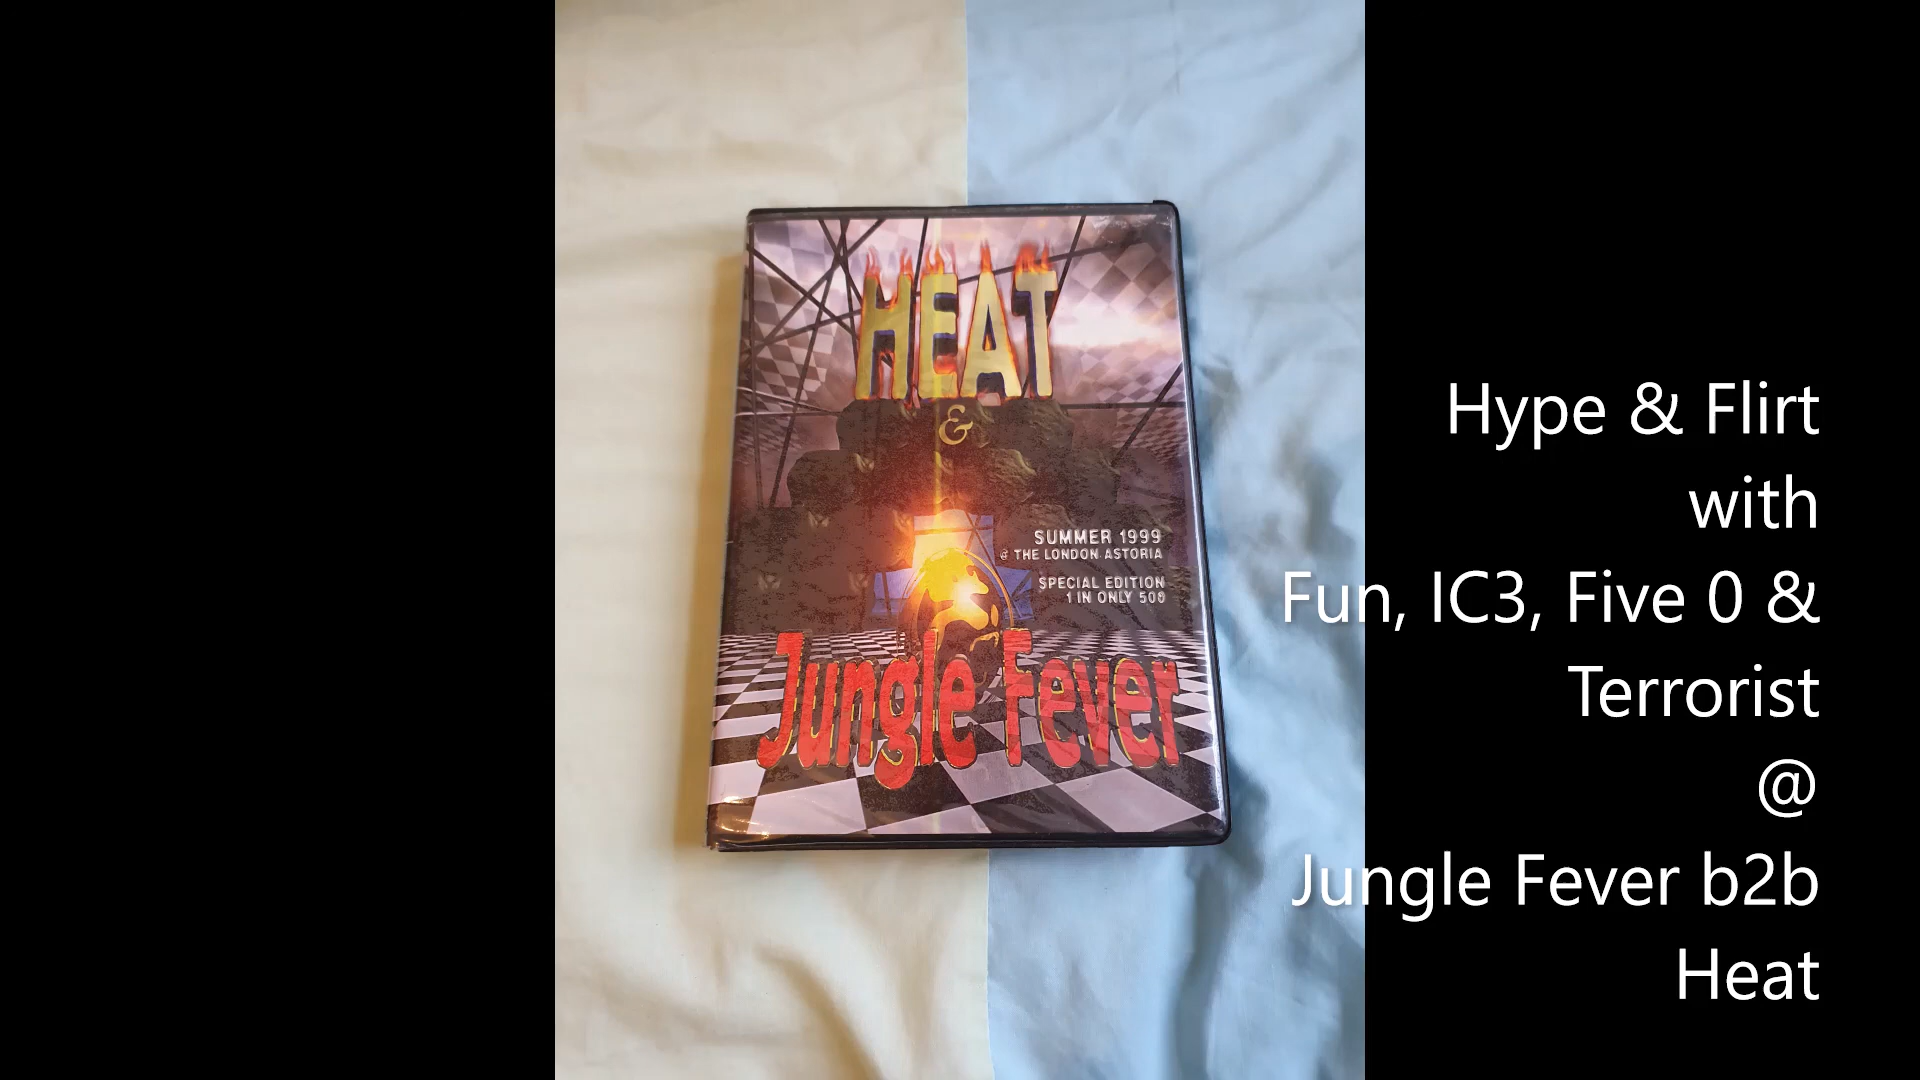 HEAT
&
SUMMER 1999
@ THE LONDON ASTORIA
SPECIAL EDITION
1 IN ONLY 500
Jungle Fever
Hype & Flirt
with
Fun, IC3, Five 0 &
Terrorist
@
Jungle Fever b2b
Heat